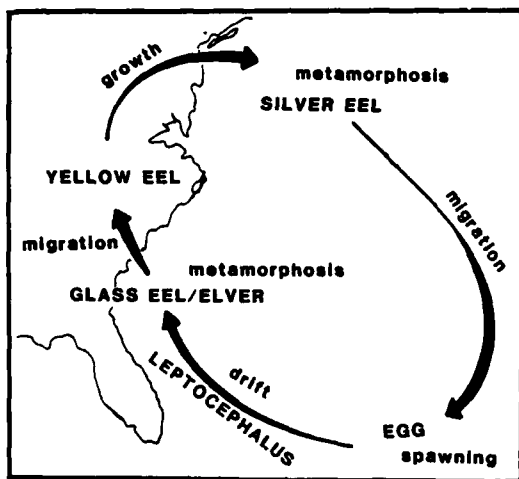 growth
metamorphosis
SILVER EEL
YELLOW EEL
migration
migration
metamorphosis
GLASS EEL/ELVER
drift
LEPTOCEPHALUS
EGG
spawning